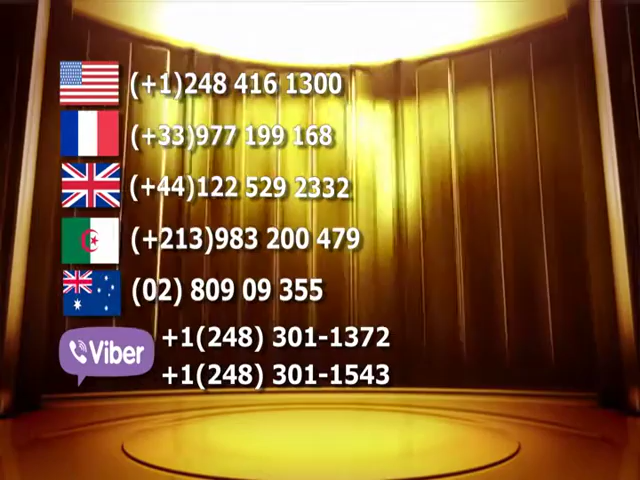 (+1)248 416 1300
(+33)977 199 168
(+44)122 529 2332
(+213)983 200 479
(02) 809 09 355
Viber
+1(248) 301-1372
+1(248) 301-1543